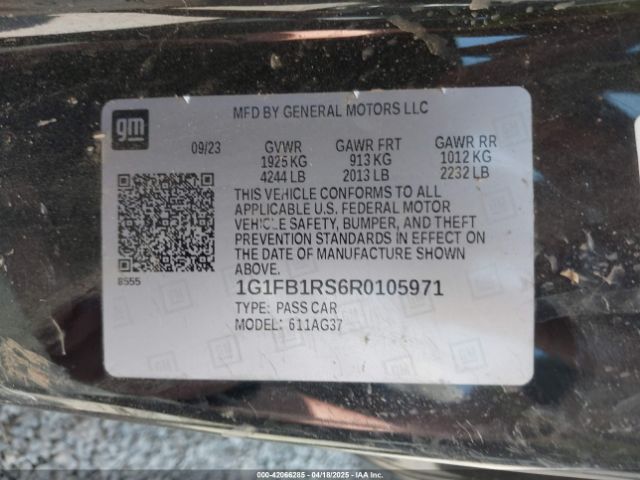 gm
MFD BY GENERAL MOTORS LLC
09/23 GVWR GAWR FRT GAWR RR
1925 KG 913 KG 1012 KG
4244 LB 2013 LB 2232 LB
THIS VEHICLE CONFORMS TO ALL
APPLICABLE U.S. FEDERAL MOTOR
VEHICLE SAFETY, BUMPER, AND THEFT
PREVENTION STANDARDS IN EFFECT ON
THE DATE OF MANUFACTURE SHOWN
ABOVE.
8555
1G1FB1RS6R0105971
TYPE: PASS CAR
MODEL: 611AG37
000-42066285 - 04/18/2025 - IAA Inc.